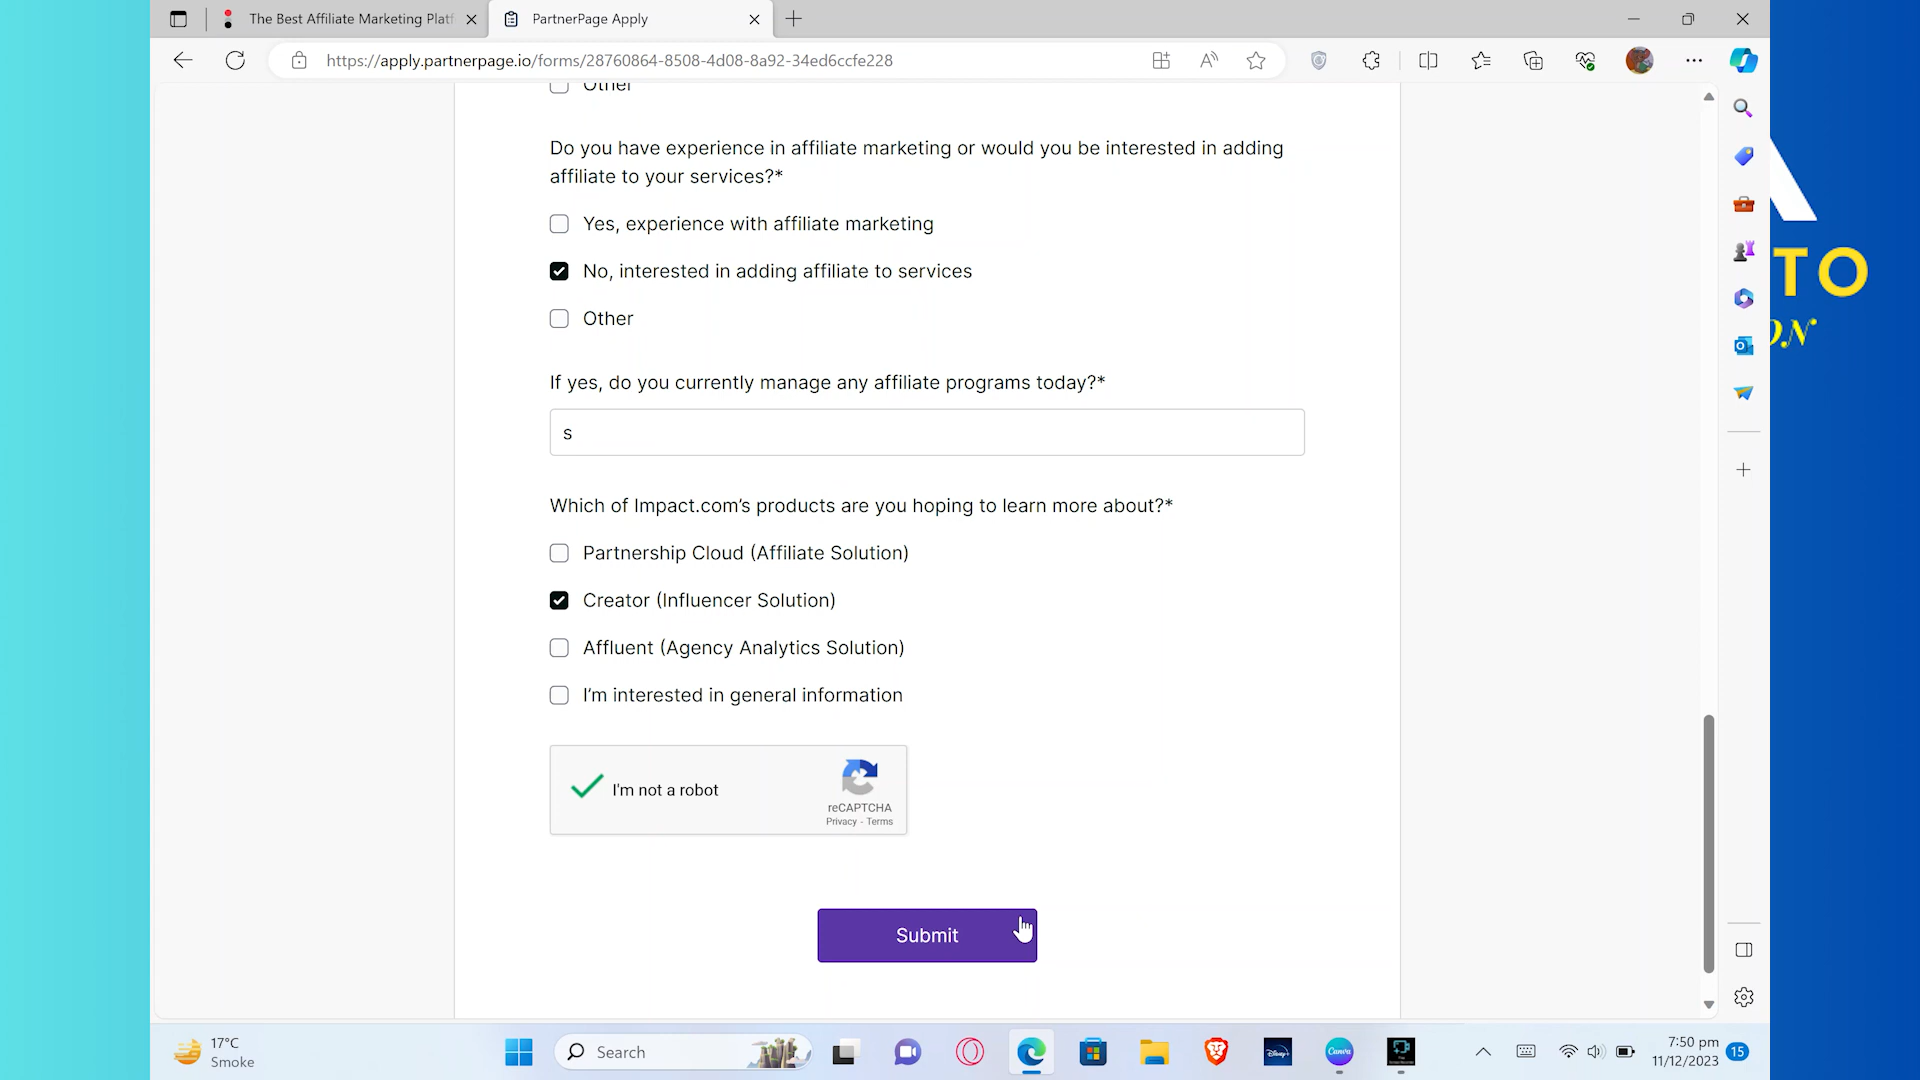 The Best Affiliate Marketing Platf
PartnerPage Apply
https://apply.partnerpage.io/forms/28760864-8508-4d08-8a92-34ed6ccfe228
Other
Do you have experience in affiliate marketing or would you be interested in adding
affiliate to your services?*
Yes, experience with affiliate marketing
No, interested in adding affiliate to services
Other
If yes, do you currently manage any affiliate programs today?*
s
Which of Impact.com’s products are you hoping to learn more about?*
Partnership Cloud (Affiliate Solution)
Creator (Influencer Solution)
Affluent (Agency Analytics Solution)
I’m interested in general information
I'm not a robot
reCAPTCHA
Privacy - Terms
Submit
TO
17°C
Smoke
Search
Disney+
Canva
7:50 pm
11/12/2023
15